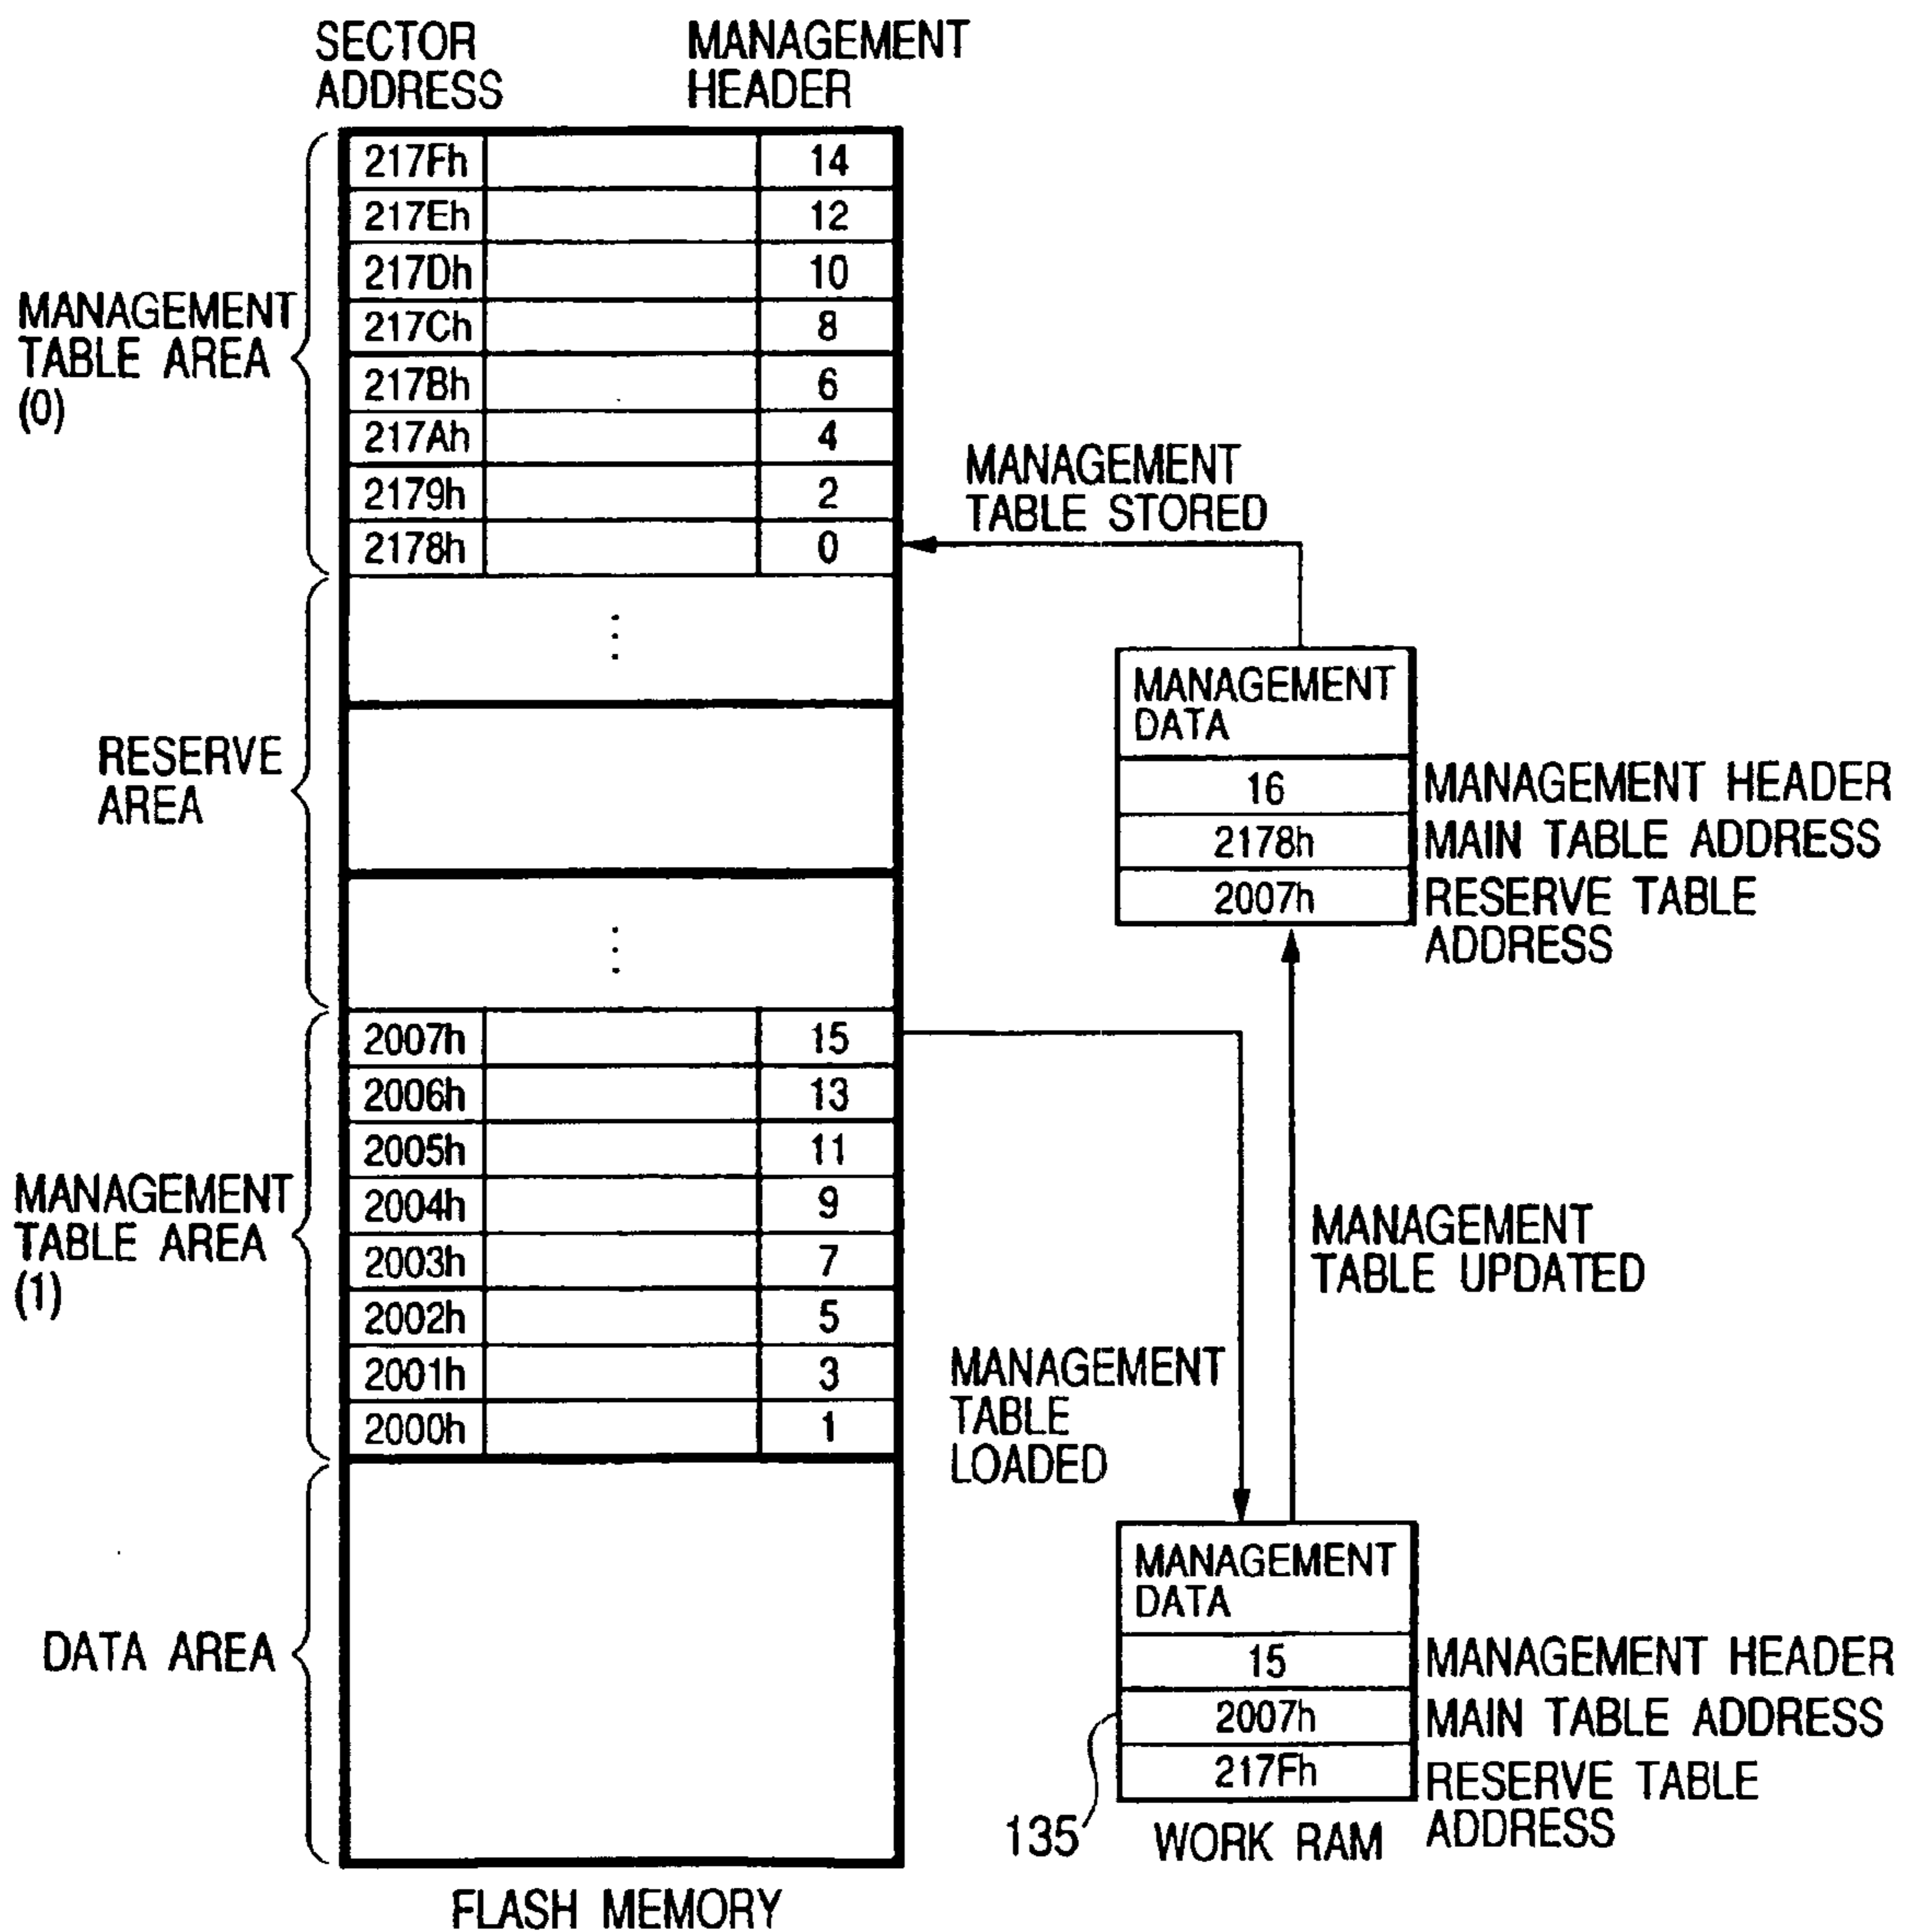 SECTOR
ADDRESS
MANAGEMENT
HEADER
217Fh 14
217Eh 12
217Dh 10
217Ch 8
217Bh 6
217Ah 4
2179h 2
2178h 0
MANAGEMENT
TABLE AREA
(0)
MANAGEMENT
TABLE STORED
RESERVE
AREA
MANAGEMENT
DATA
16 MANAGEMENT HEADER
2178h MAIN TABLE ADDRESS
2007h RESERVE TABLE
ADDRESS
2007h 15
2006h 13
2005h 11
2004h 9
2003h 7
2002h 5
2001h 3
2000h 1
MANAGEMENT
TABLE AREA
(1)
MANAGEMENT
TABLE UPDATED
MANAGEMENT
TABLE
LOADED
DATA AREA
MANAGEMENT
DATA
15 MANAGEMENT HEADER
2007h MAIN TABLE ADDRESS
217Fh RESERVE TABLE
ADDRESS
135
WORK RAM
FLASH MEMORY